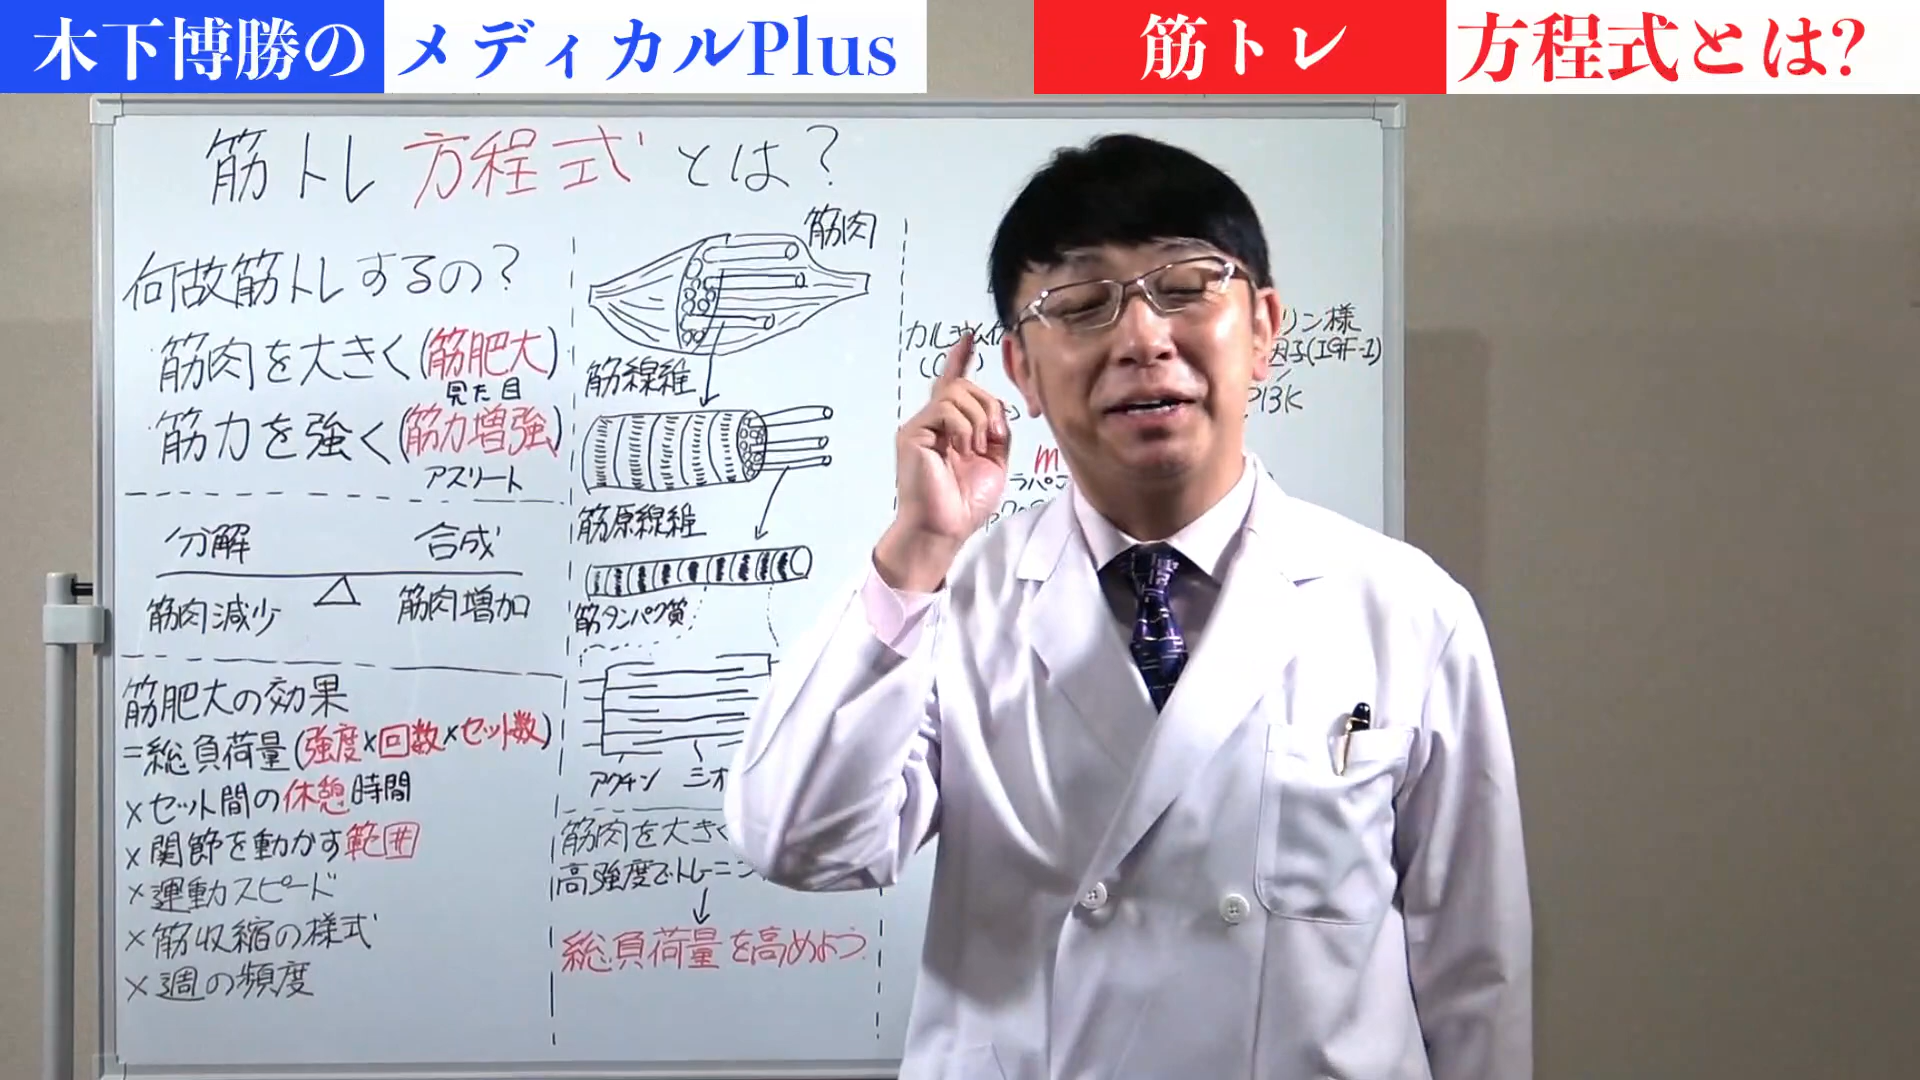 木下博勝の メディカルPlus
筋トレ 方程式とは?
筋トレ方程式とは?
何故筋トレするの?
筋肉を大きく(筋肥大)
見た目
筋力を強く(筋力増強)
アスリート
分解 合成
筋肉減少 筋肉増加
筋肥大の効果
=総負荷量(強度×回数×セット数)
×セット間の休憩時間
×関節を動かす範囲
×運動スピード
×筋収縮の様式
×週の頻度
筋肉
筋線維
筋原線維
筋タンパク質
アクチン ミオ
筋肉を大きく
高強度でトレーニン
総負荷量を高めよう
リン様
因子(IGF-1)
PI3K
m
ラパ